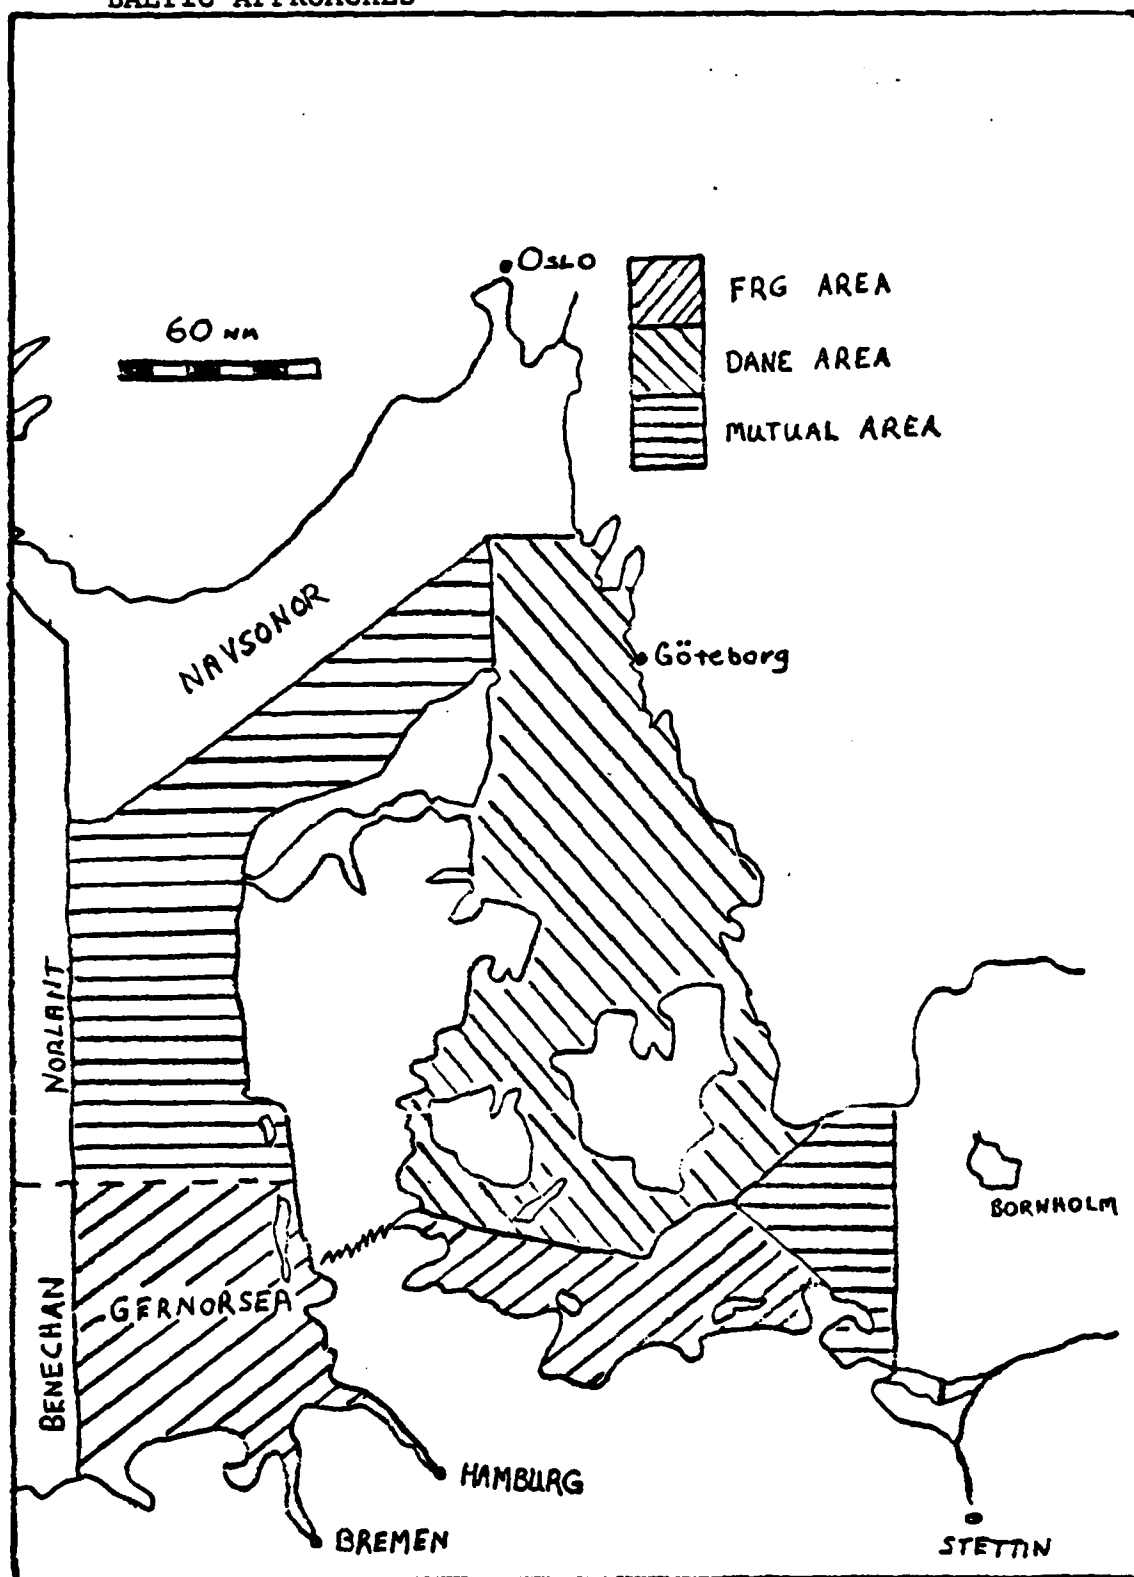 BALTIC APPROACHES
OSLO
60 NM
FRG AREA
DANE AREA
MUTUAL AREA
NAVSONOR
Göteborg
NORLANT
BORNHOLM
GERNORSEA
BENECHAN
HAMBURG
BREMEN
STETTIN